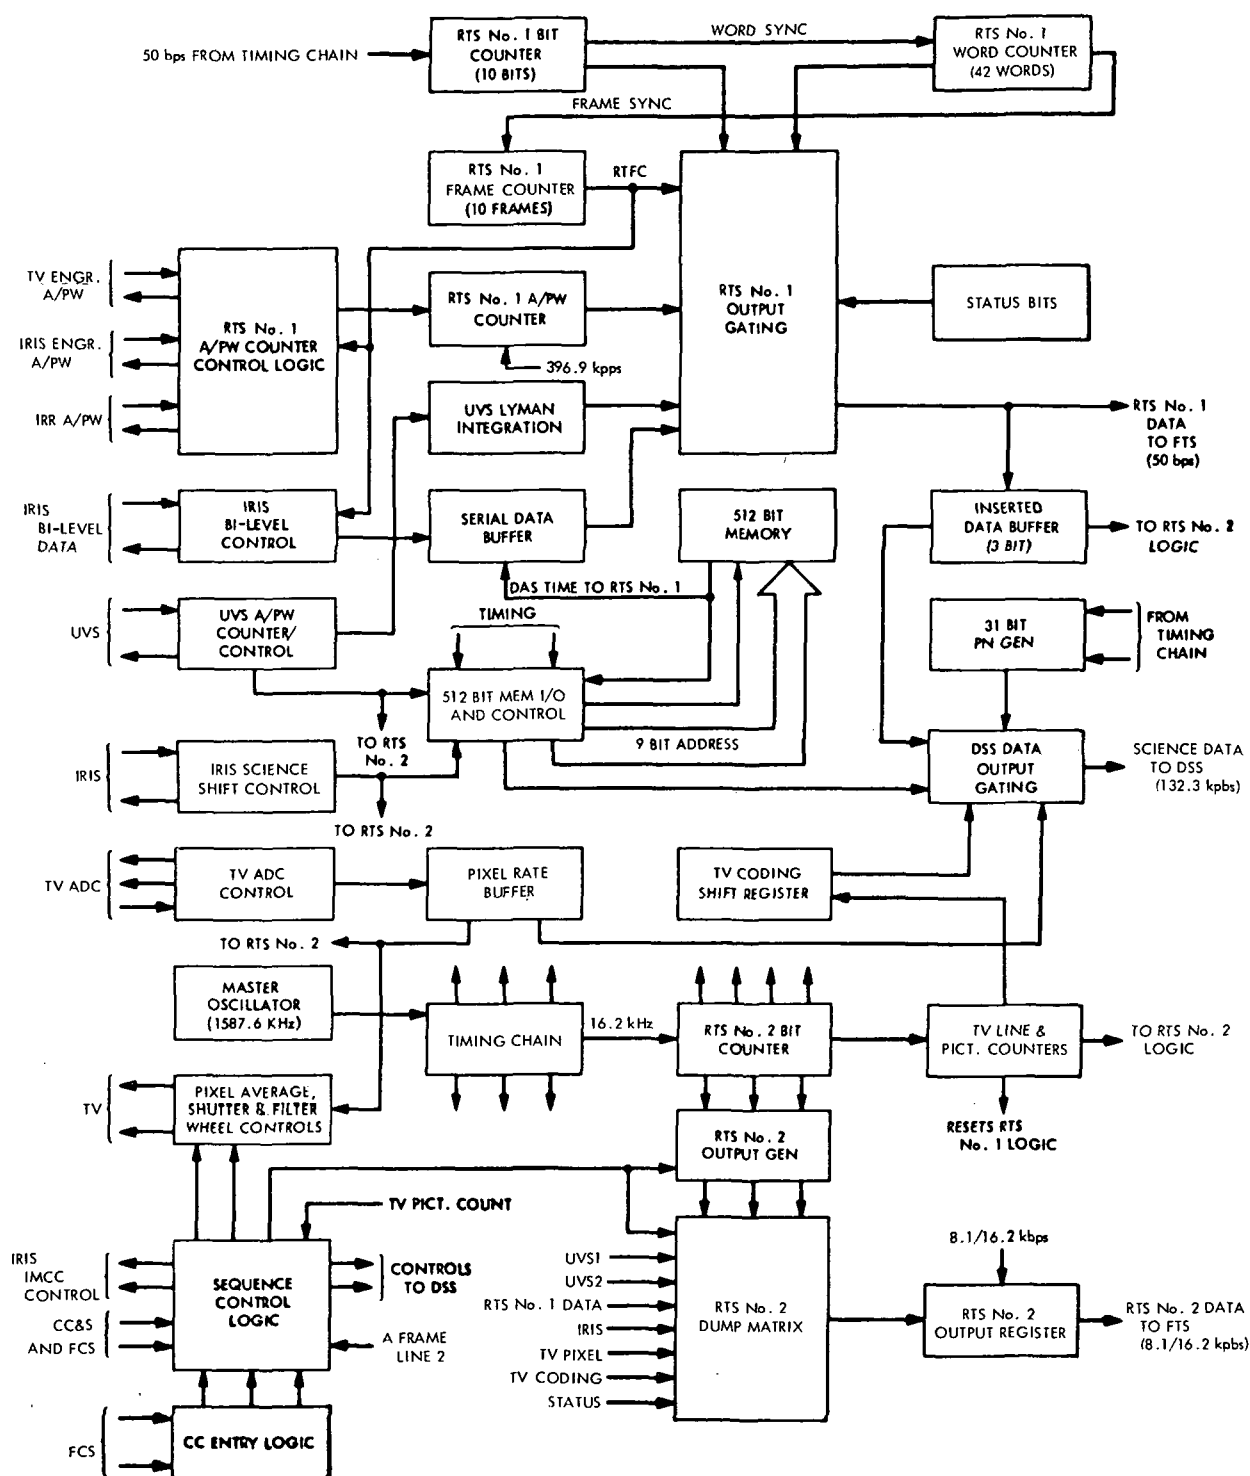 50 bps FROM TIMING CHAIN
RTS No. 1 BIT
COUNTER
(10 BITS)
WORD SYNC
RTS No. 1
WORD COUNTER
(42 WORDS)
FRAME SYNC
RTS No. 1
FRAME COUNTER
(10 FRAMES)
RTFC
TV ENGR.
A/PW
IRIS ENGR.
A/PW
IRR A/PW
RTS No. 1
A/PW COUNTER
CONTROL LOGIC
RTS No. 1 A/PW
COUNTER
396.9 kpps
RTS No. 1
OUTPUT
GATING
STATUS BITS
UVS LYMAN
INTEGRATION
RTS No. 1
DATA
TO FTS
(50 bps)
IRIS
BI-LEVEL
DATA
IRIS
BI-LEVEL
CONTROL
SERIAL DATA
BUFFER
512 BIT
MEMORY
INSERTED
DATA BUFFER
(3 BIT)
TO RTS No. 2
LOGIC
DAS TIME TO RTS No. 1
UVS
UVS A/PW
COUNTER/
CONTROL
TIMING
31 BIT
PN GEN
FROM
TIMING
CHAIN
512 BIT MEM I/O
AND CONTROL
TO RTS
No. 2
9 BIT ADDRESS
IRIS
IRIS SCIENCE
SHIFT CONTROL
DSS DATA
OUTPUT
GATING
SCIENCE DATA
TO DSS
(132.3 kpbs)
TO RTS No. 2
TV ADC
TV ADC
CONTROL
PIXEL RATE
BUFFER
TV CODING
SHIFT REGISTER
TO RTS No. 2
MASTER
OSCILLATOR
(1587.6 KHz)
TIMING CHAIN
16.2 kHz
RTS No. 2 BIT
COUNTER
TV LINE &
PICT. COUNTERS
TO RTS No. 2
LOGIC
TV
PIXEL AVERAGE,
SHUTTER & FILTER
WHEEL CONTROLS
RESETS RTS
No. 1 LOGIC
RTS No. 2
OUTPUT GEN
TV PICT. COUNT
IRIS
IMCC
CONTROL
CC&S
AND FCS
SEQUENCE
CONTROL
LOGIC
CONTROLS
TO DSS
A FRAME
LINE 2
UVS1
UVS2
RTS No. 1 DATA
IRIS
TV PIXEL
TV CODING
STATUS
RTS No. 2
DUMP MATRIX
8.1/16.2 kbps
RTS No. 2
OUTPUT REGISTER
RTS No. 2 DATA
TO FTS
(8.1/16.2 kpbs)
FCS
CC ENTRY LOGIC